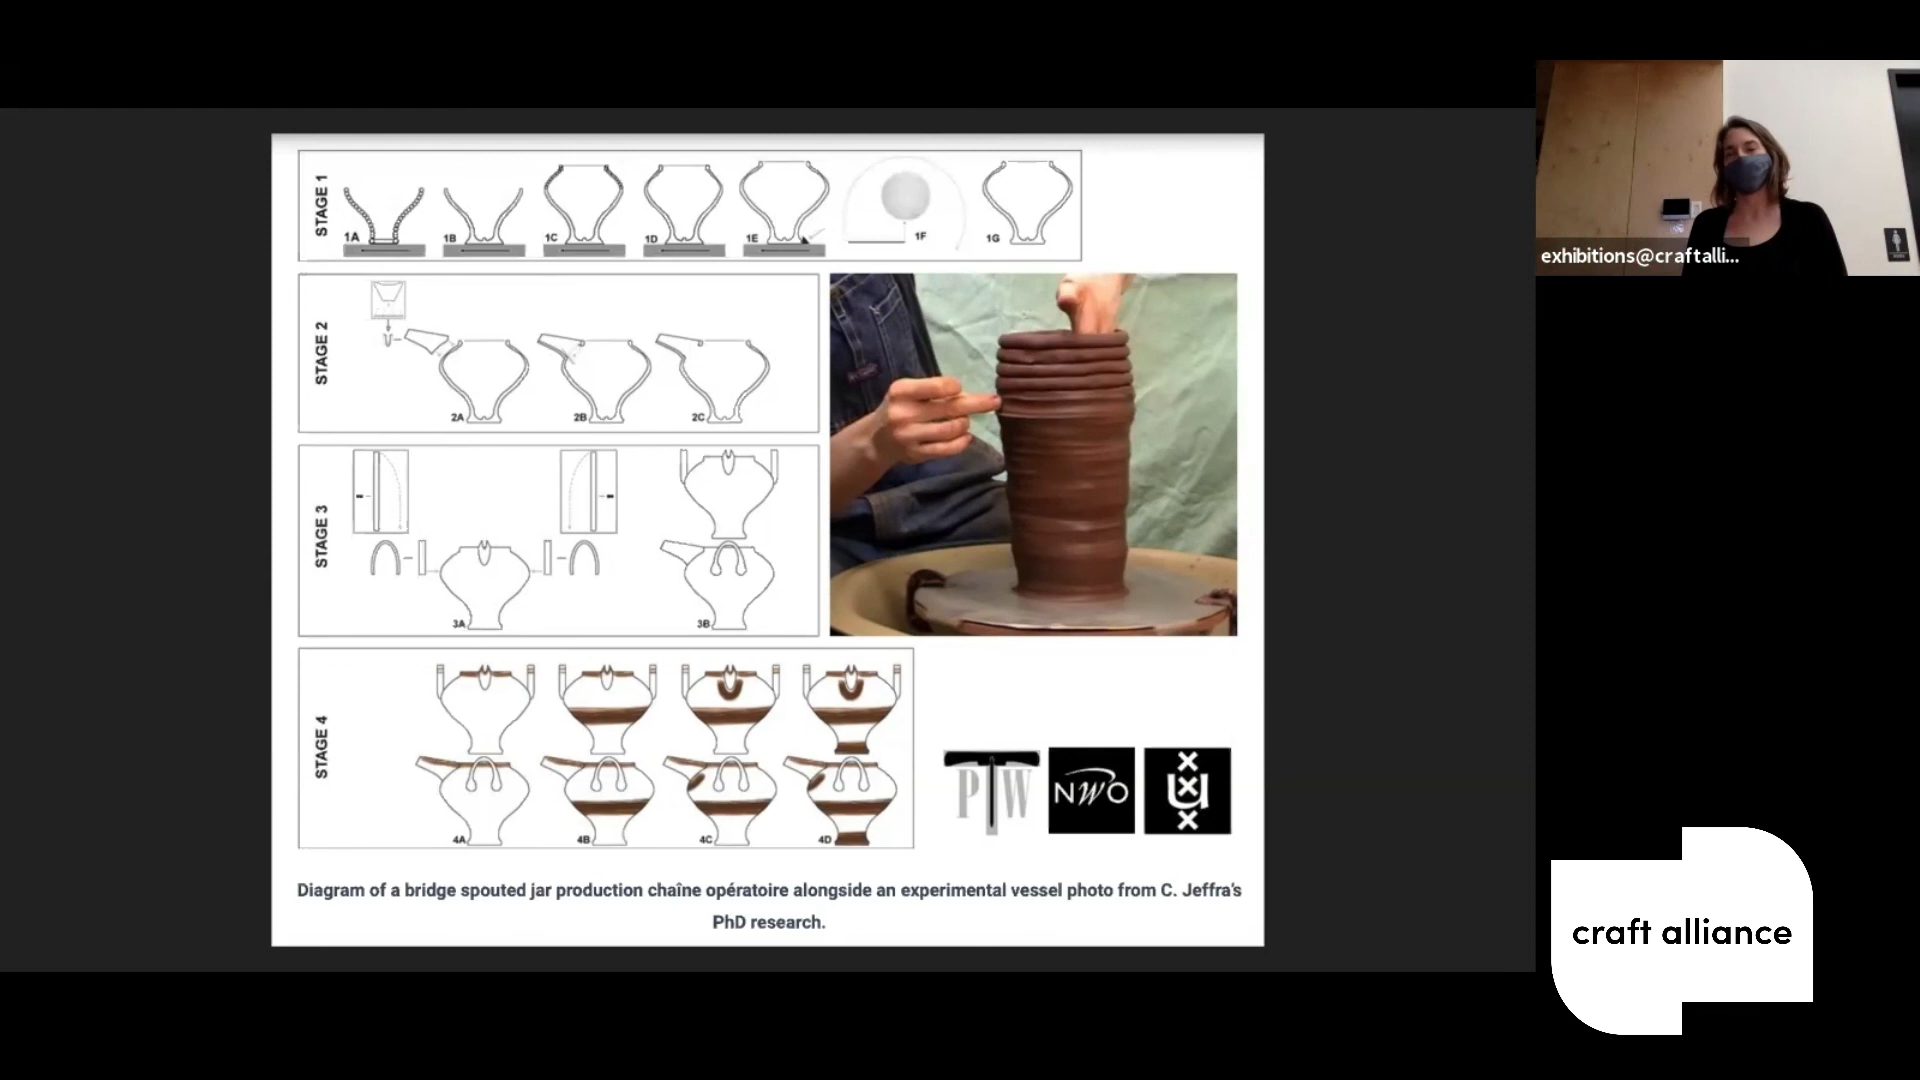 STAGE 1
1A
1B
1C
1D
1E
1F
1G
STAGE 2
2A
2B
2C
STAGE 3
3A
3B
STAGE 4
4A
4B
4C
4D
PTW
NWO
X
X
U
X
Diagram of a bridge spouted jar production chaîne opératoire alongside an experimental vessel photo from C. Jeffra's
PhD research.
exhibitions@craftalli...
craft alliance